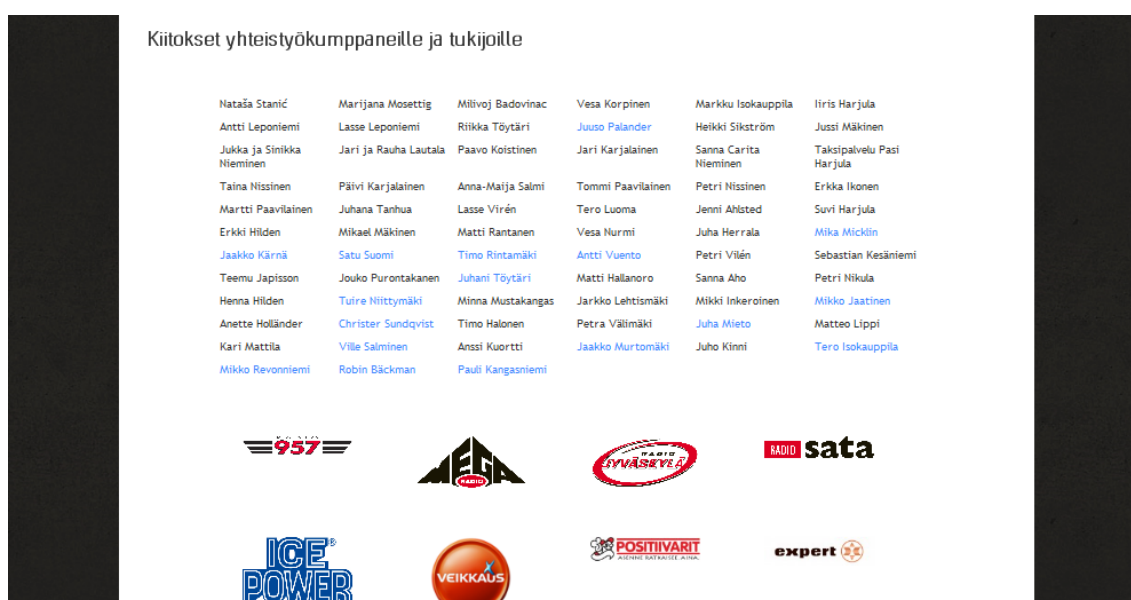 Kiitokset yhteistyökumppaneille ja tukijoille
Nataša Stanić Marijana Mosettig Milivoj Badovinac Vesa Korpinen Markku Isokauppila Iiris Harjula
Antti Leponiemi Lasse Leponiemi Riikka Töytäri Juuso Palander Heikki Sikström Jussi Mäkinen
Jukka ja Sinikka Nieminen Jari ja Rauha Lautala Paavo Koistinen Jari Karjalainen Sanna Carita Nieminen Taksipalvelu Pasi Harjula
Taina Nissinen Päivi Karjalainen Anna-Maija Salmi Tommi Paavilainen Petri Nissinen Erkka Ikonen
Martti Paavilainen Juhana Tanhua Lasse Virén Tero Luoma Jenni Ahlsted Suvi Harjula
Erkki Hilden Mikael Mäkinen Matti Rantanen Vesa Nurmi Juha Herrala Mika Micklin
Jaakko Kärnä Satu Suomi Timo Rintamäki Antti Vuento Petri Vilén Sebastian Kesäniemi
Teemu Japisson Jouko Purontakanen Juhani Töytäri Matti Hallanoro Sanna Aho Petri Nikula
Henna Hilden Tuire Niittymäki Minna Mustakangas Jarkko Lehtismäki Mikki Inkeroinen Mikko Jaatinen
Anette Holländer Christer Sundqvist Timo Halonen Petra Välimäki Juha Mieto Matteo Lippi
Kari Mattila Ville Salminen Anssi Kuortti Jaakko Murtomäki Juho Kinni Tero Isokauppila
Mikko Revonniemi Robin Bäckman Pauli Kangasniemi
957
MEGA
RADIO
RADIO
JYVÄSKYLÄ
RADIO sata
ICE
POWER
VEIKKAUS
POSITIIVARIT
ASENNE RATKAISEE. AINA.
expert